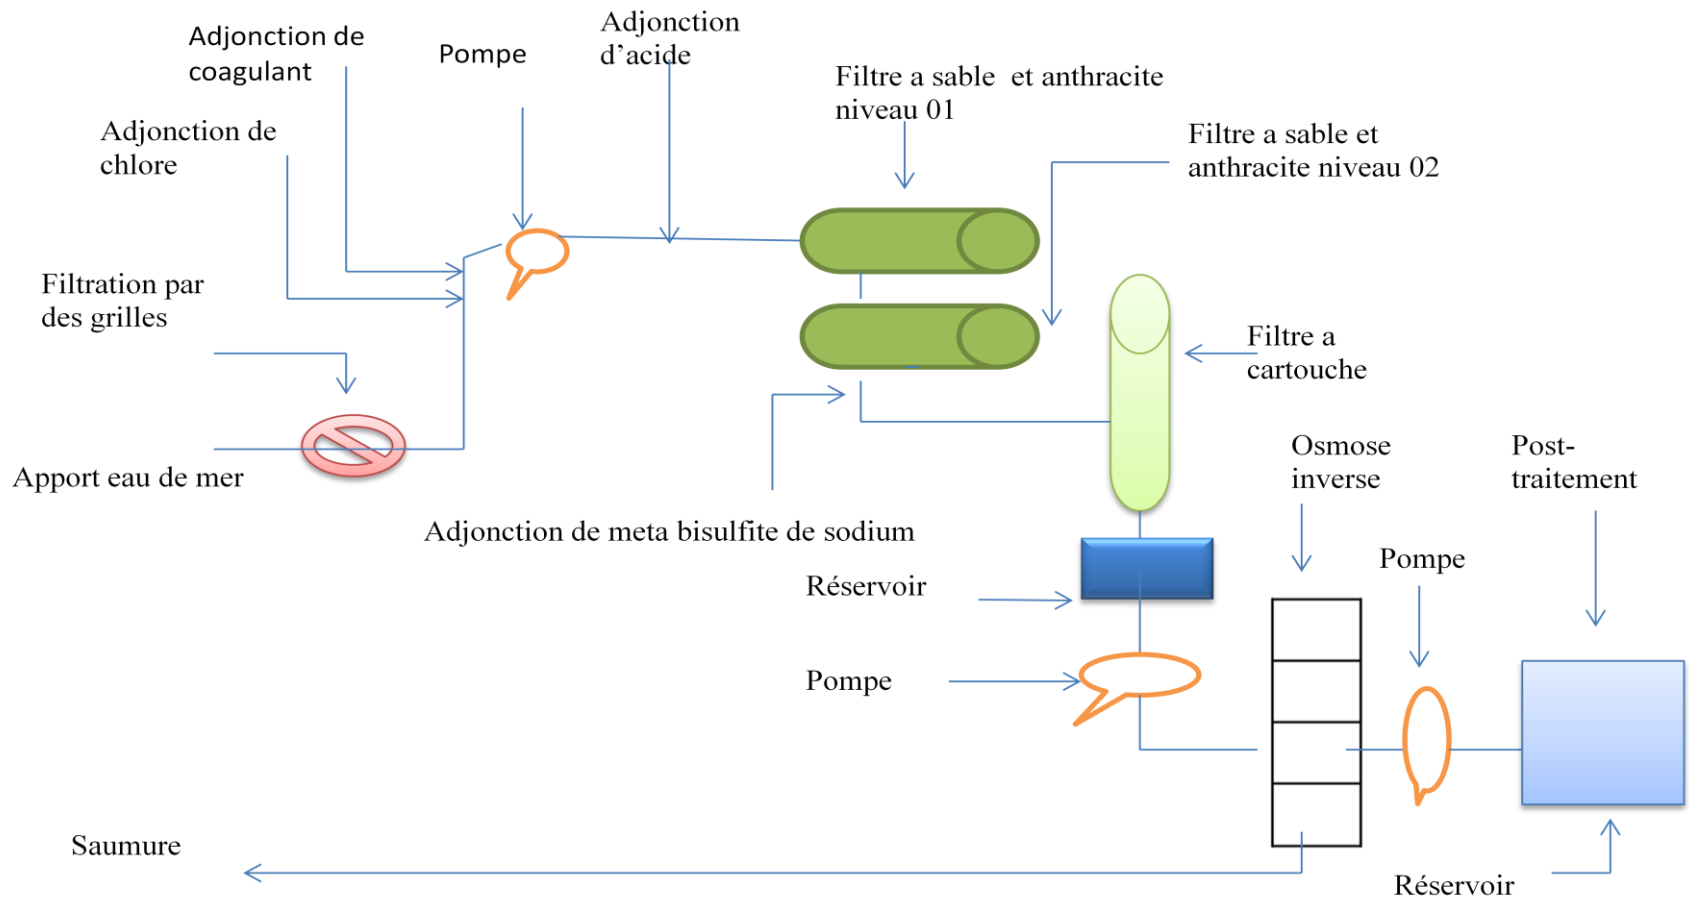 Adjonction de
coagulant
Pompe
Adjonction
d’acide
Filtre a sable  et anthracite
niveau 01
Adjonction de
chlore
Filtre a sable et
anthracite niveau 02
Filtration par
des grilles
Filtre a
cartouche
Apport eau de mer
Adjonction de meta bisulfite de sodium
Osmose
inverse
Post-
traitement
Pompe
Réservoir
Pompe
Saumure
Réservoir